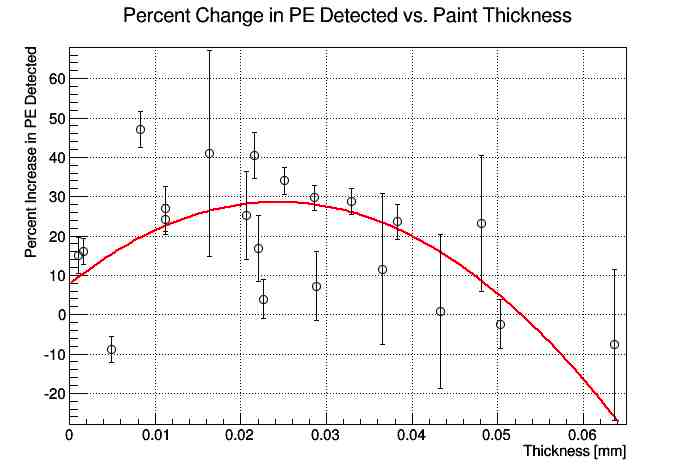 Percent Change in PE Detected vs. Paint Thickness
Percent Increase in PE Detected
60
50
40
30
20
10
0
-10
-20
0 0.01 0.02 0.03 0.04 0.05 0.06
Thickness [mm]